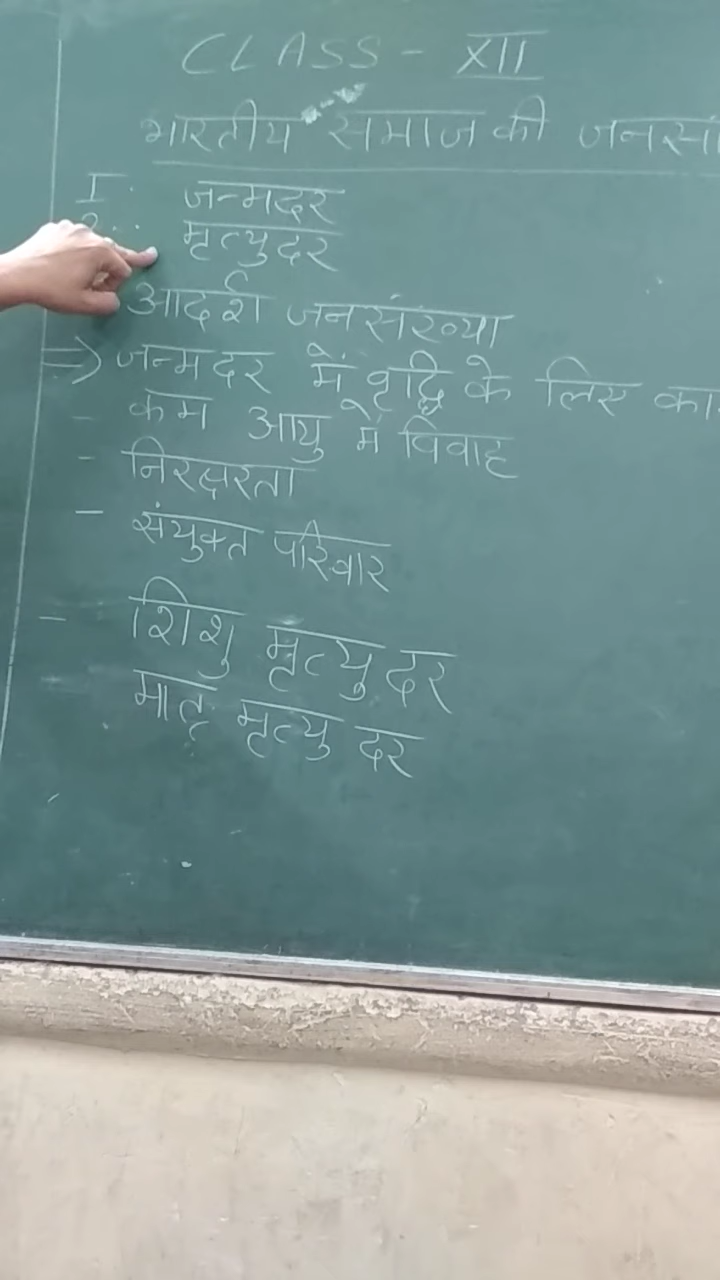 CLASS - XII
भारतीय समाज की जनसां
I. जन्मदर
2.. मृत्युदर
आदर्श जनसंख्या
=> जन्मदर में वृद्धि के लिए का
- कम आयु में विवाह
- निरक्षरता
- संयुक्त परिवार
- शिशु मृत्यु दर
मातृ मृत्यु दर